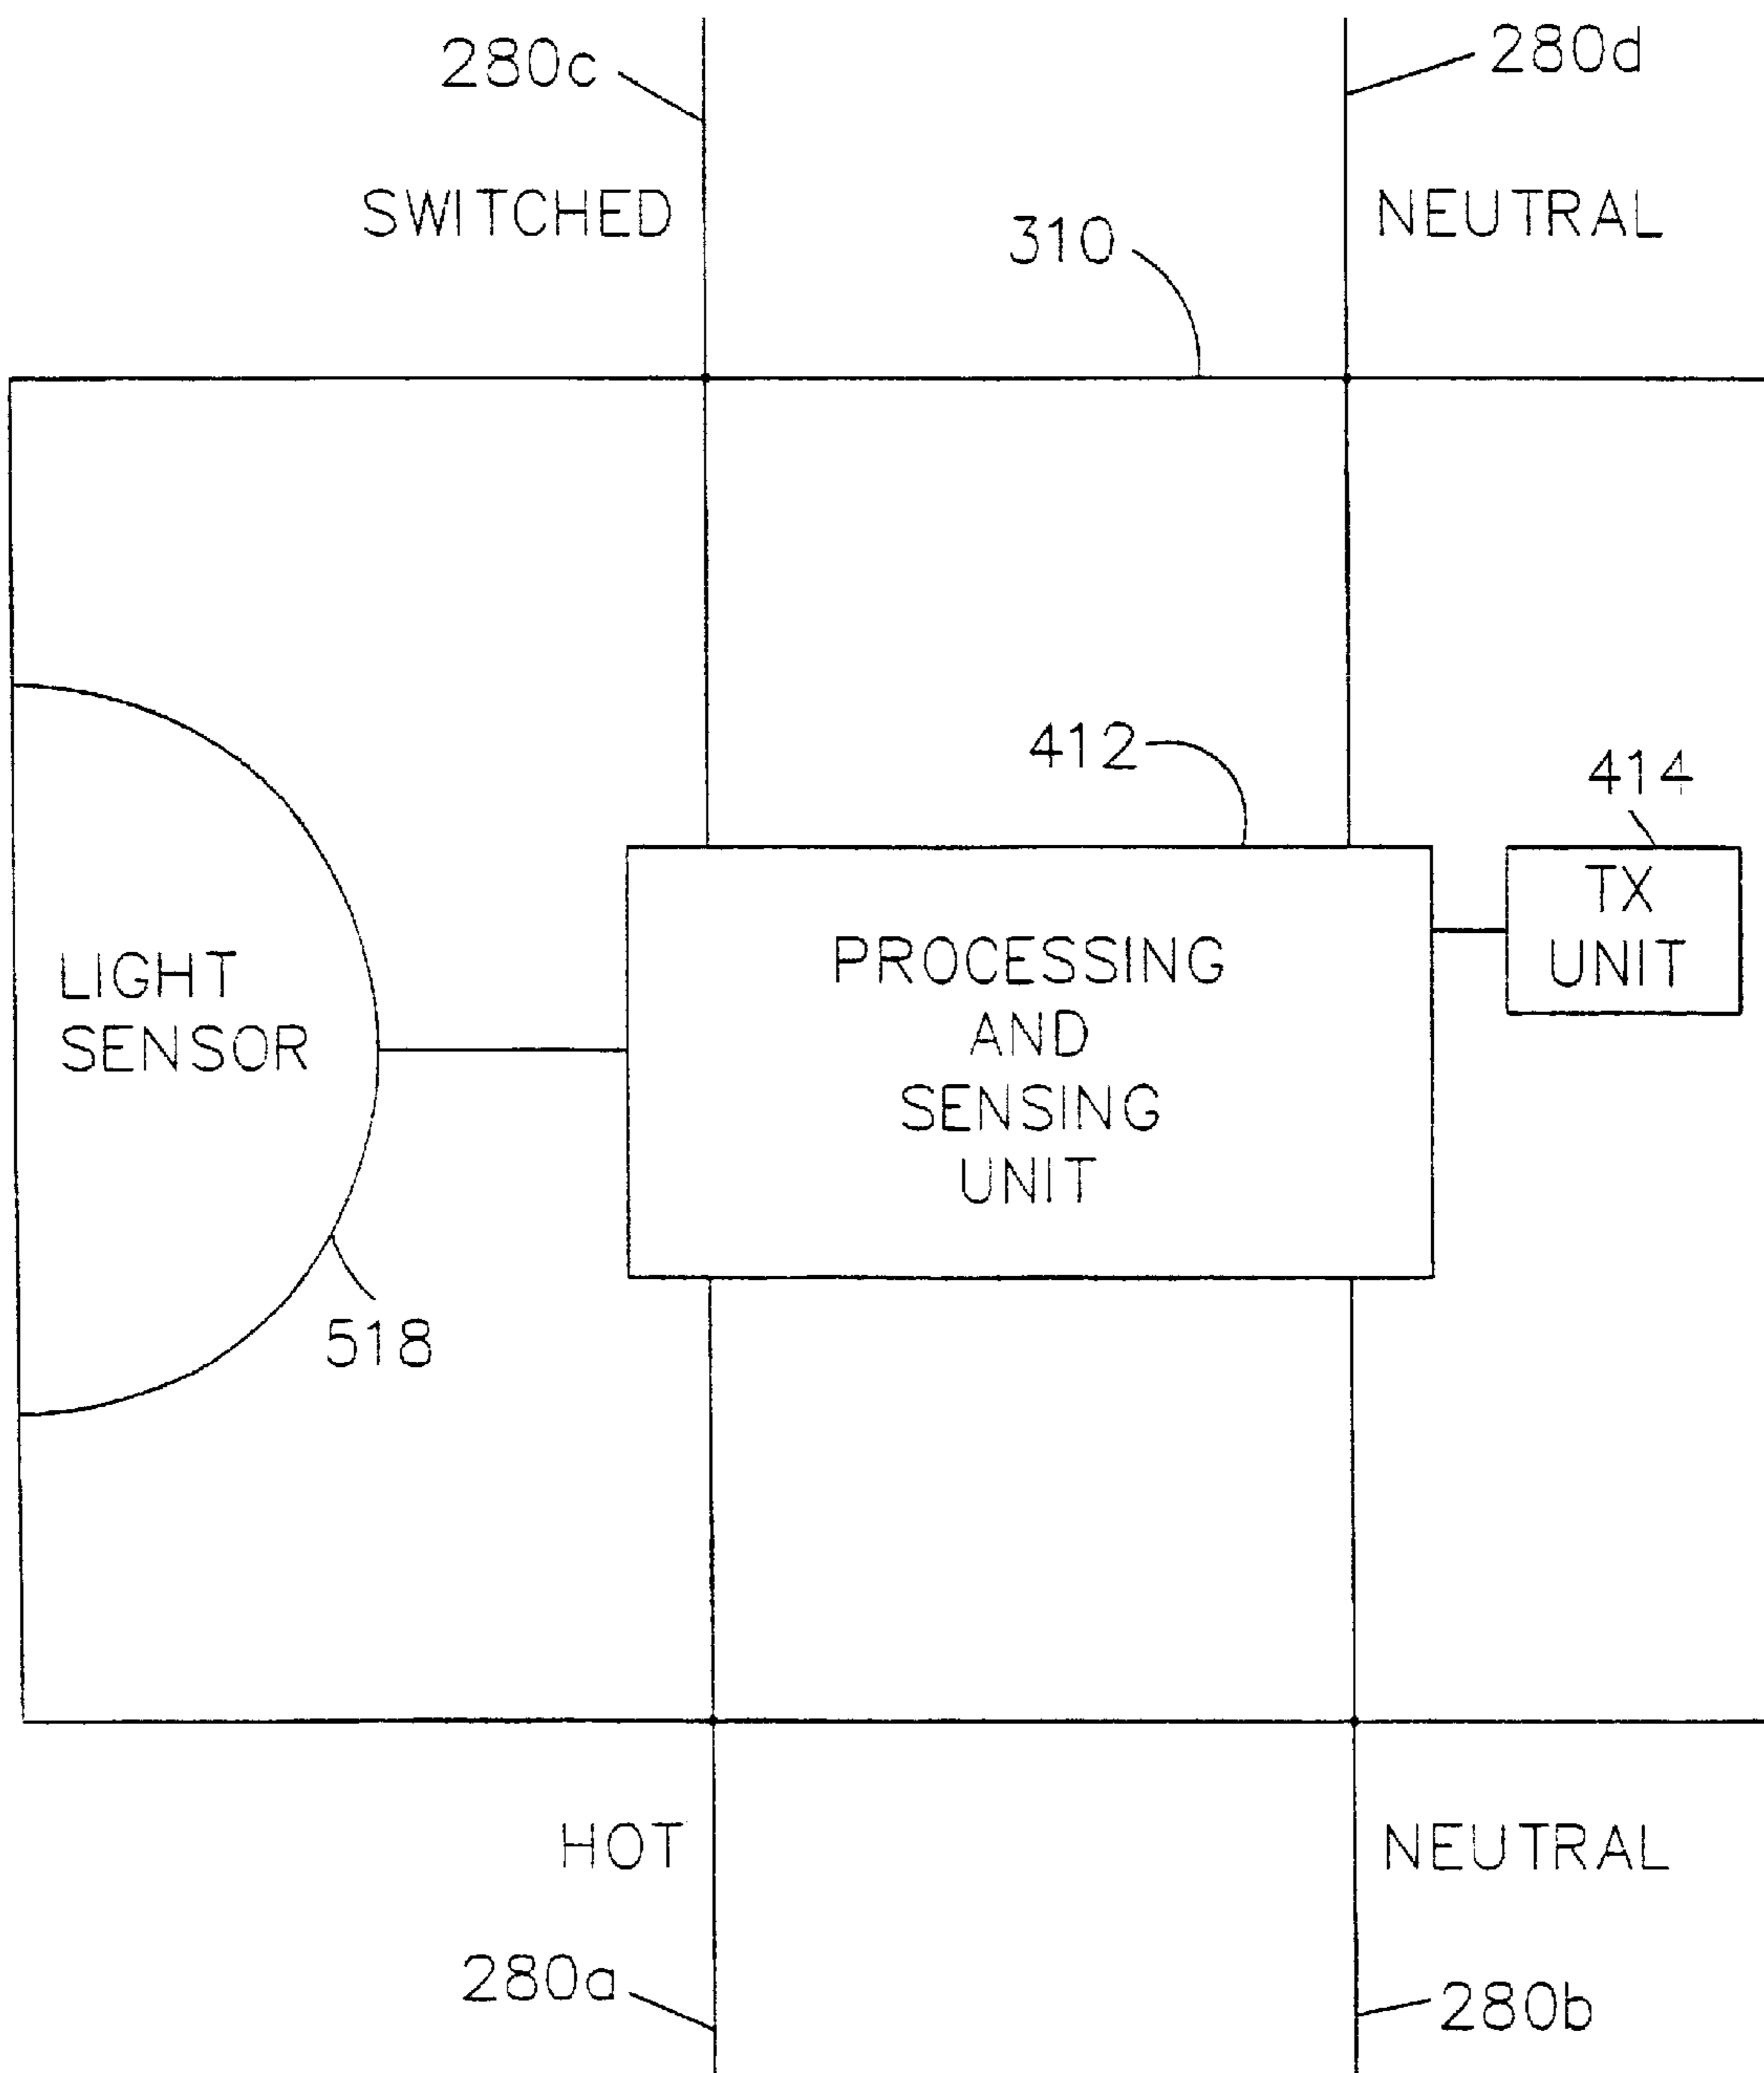 280c
280d
SWITCHED
NEUTRAL
310
412
414
TX
UNIT
LIGHT
SENSOR
PROCESSING
AND
SENSING
UNIT
518
HOT
NEUTRAL
280a
280b